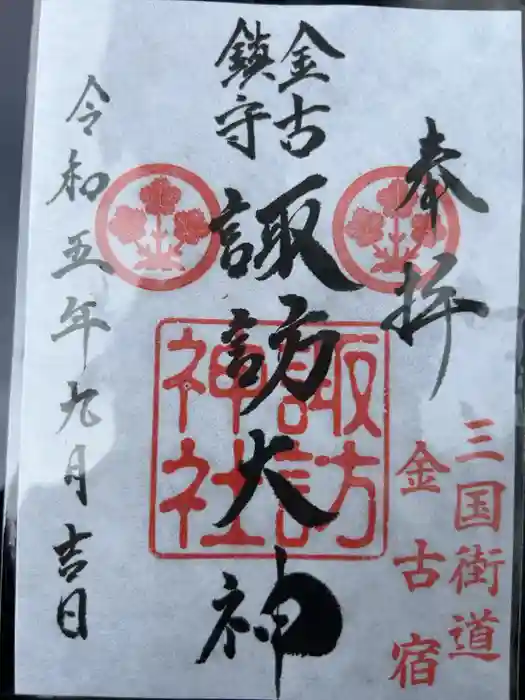 奉拝
三国街道
金古宿
金古
鎮守
諏訪大神
諏訪
神社
令和五年九月吉日